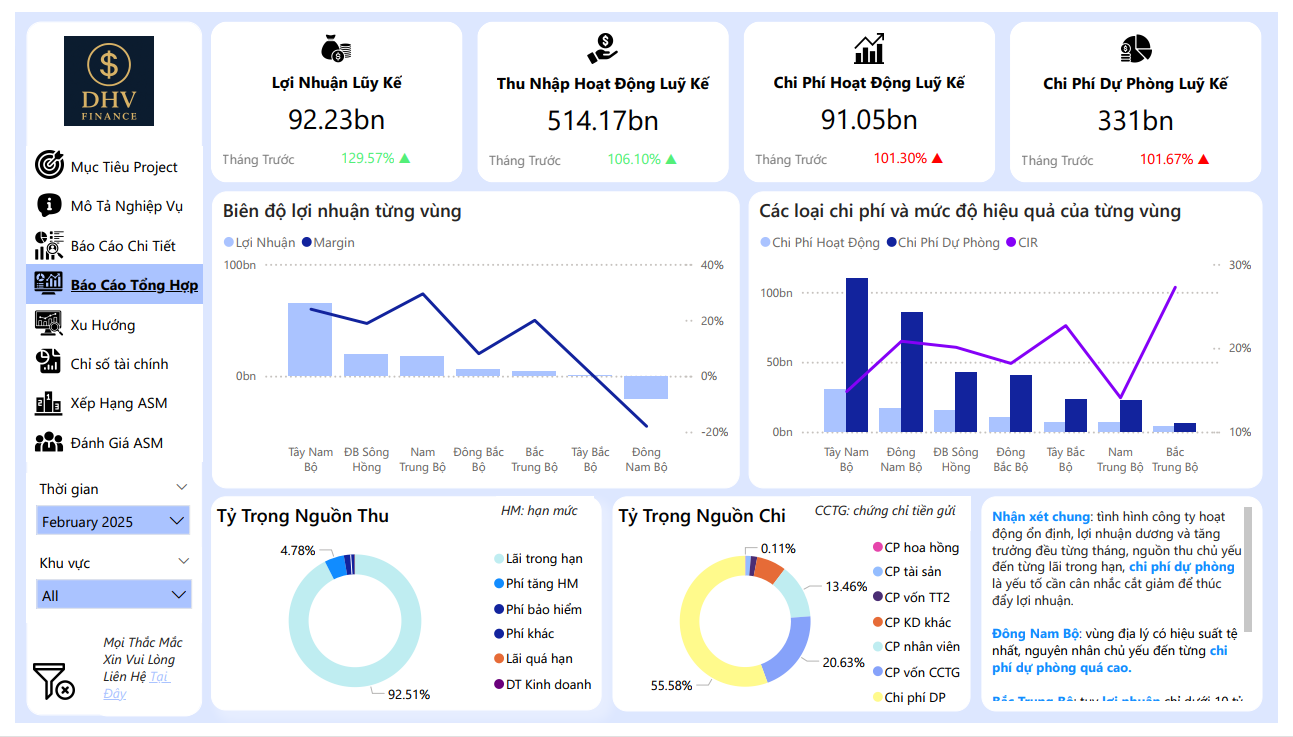 $
DHV
FINANCE
Mục Tiêu Project
Mô Tả Nghiệp Vụ
Báo Cáo Chi Tiết
Báo Cáo Tổng Hợp
Xu Hướng
Chỉ số tài chính
Xếp Hạng ASM
Đánh Giá ASM
Thời gian
February 2025
Khu vực
All
Mọi Thắc Mắc
Xin Vui Lòng
Liên Hệ Tại
Đây
Lợi Nhuận Lũy Kế
92.23bn
Tháng Trước 129.57% ▲
Thu Nhập Hoạt Động Luỹ Kế
514.17bn
Tháng Trước 106.10% ▲
Chi Phí Hoạt Động Luỹ Kế
91.05bn
Tháng Trước 101.30% ▲
Chi Phí Dự Phòng Luỹ Kế
331bn
Tháng Trước 101.67% ▲
Biên độ lợi nhuận từng vùng
Lợi Nhuận Margin
100bn 40%
20%
0bn 0%
-20%
Tây Nam Bộ
ĐB Sông Hồng
Nam Trung Bộ
Đông Bắc Bộ
Bắc Trung Bộ
Tây Bắc Bộ
Đông Nam Bộ
Các loại chi phí và mức độ hiệu quả của từng vùng
Chi Phí Hoạt Động Chi Phí Dự Phòng CIR
30%
100bn
20%
50bn
0bn 10%
Tây Nam Bộ
Đông Nam Bộ
ĐB Sông Hồng
Đông Bắc Bộ
Tây Bắc Bộ
Nam Trung Bộ
Bắc Trung Bộ
Tỷ Trọng Nguồn Thu
HM: hạn mức
4.78%
92.51%
Lãi trong hạn
Phí tăng HM
Phí bảo hiểm
Phí khác
Lãi quá hạn
DT Kinh doanh
Tỷ Trọng Nguồn Chi
CCTG: chứng chỉ tiền gửi
0.11%
13.46%
20.63%
55.58%
CP hoa hồng
CP tài sản
CP vốn TT2
CP KD khác
CP nhân viên
CP vốn CCTG
Chi phí DP
Nhận xét chung: tình hình công ty hoạt
động ổn định, lợi nhuận dương và tăng
trưởng đều từng tháng, nguồn thu chủ yếu
đến từng lãi trong hạn, chi phí dự phòng
là yếu tố cần cân nhắc cắt giảm để thúc
đẩy lợi nhuận.
Đông Nam Bộ: vùng địa lý có hiệu suất tệ
nhất, nguyên nhân chủ yếu đến từng chi
phí dự phòng quá cao.
Bắc Trung Bộ: tuy lợi nhuận chỉ dưới 10 tỷ